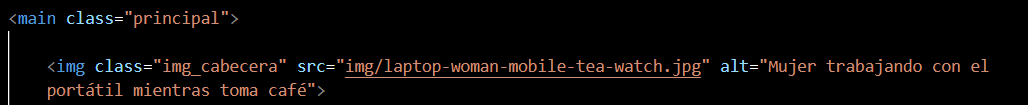 <main class="principal">
<img class="img_cabecera" src="img/laptop-woman-mobile-tea-watch.jpg" alt="Mujer trabajando con el
portátil mientras toma café">